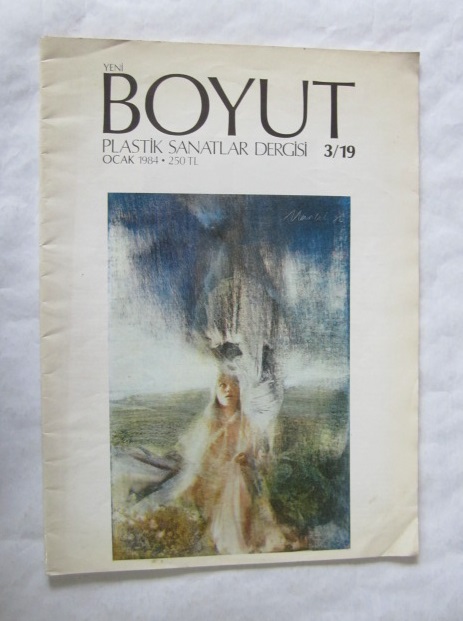 YENİ
BOYUT
PLASTİK SANATLAR DERGİSİ 3/19
OCAK 1984 • 250 TL